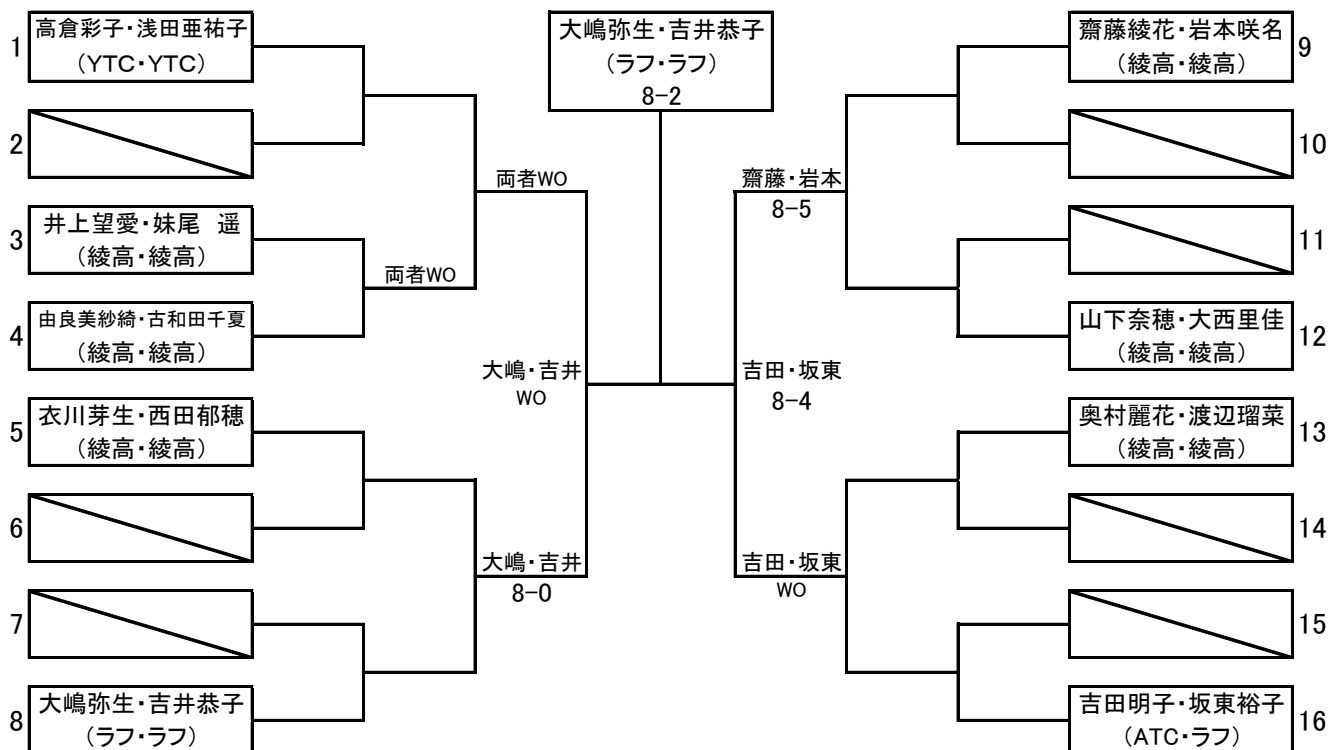 1
高倉彩子・浅田亜祐子
(YTC・YTC)
2
3
井上望愛・妹尾　遥
(綾高・綾高)
4
由良美紗綺・古和田千夏
(綾高・綾高)
5
衣川芽生・西田郁穂
(綾高・綾高)
6
7
8
大嶋弥生・吉井恭子
(ラフ・ラフ)
両者WO
両者WO
大嶋・吉井
WO
大嶋・吉井
8-0
大嶋弥生・吉井恭子
(ラフ・ラフ)
8-2
齋藤・岩本
8-5
吉田・坂東
8-4
吉田・坂東
WO
齋藤綾花・岩本咲名
(綾高・綾高)
9
10
11
山下奈穂・大西里佳
(綾高・綾高)
12
奥村麗花・渡辺瑠菜
(綾高・綾高)
13
14
15
吉田明子・坂東裕子
(ATC・ラフ)
16